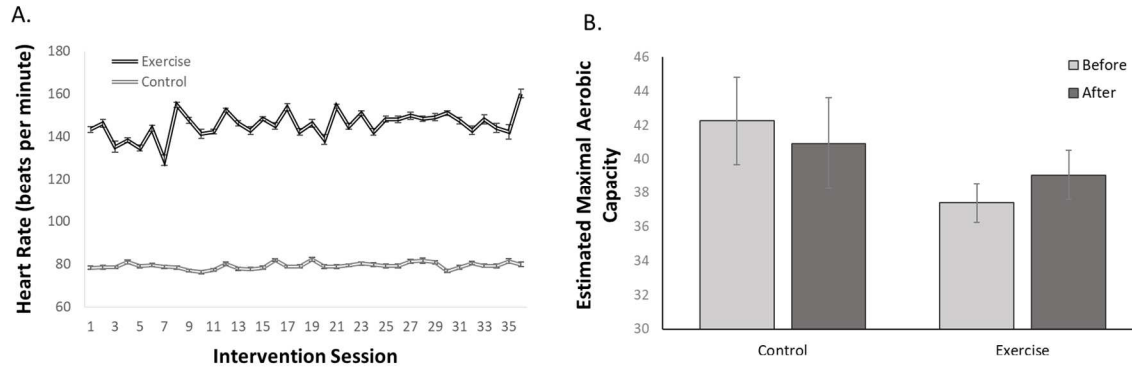 A.
Heart Rate (beats per minute)
180
160
140
120
100
80
60
Exercise
Control
1 3 5 7 9 11 13 15 17 19 21 23 25 27 29 31 33 35
Intervention Session
B.
Estimated Maximal Aerobic
Capacity
46
44
42
40
38
36
34
32
30
Before
After
Control Exercise